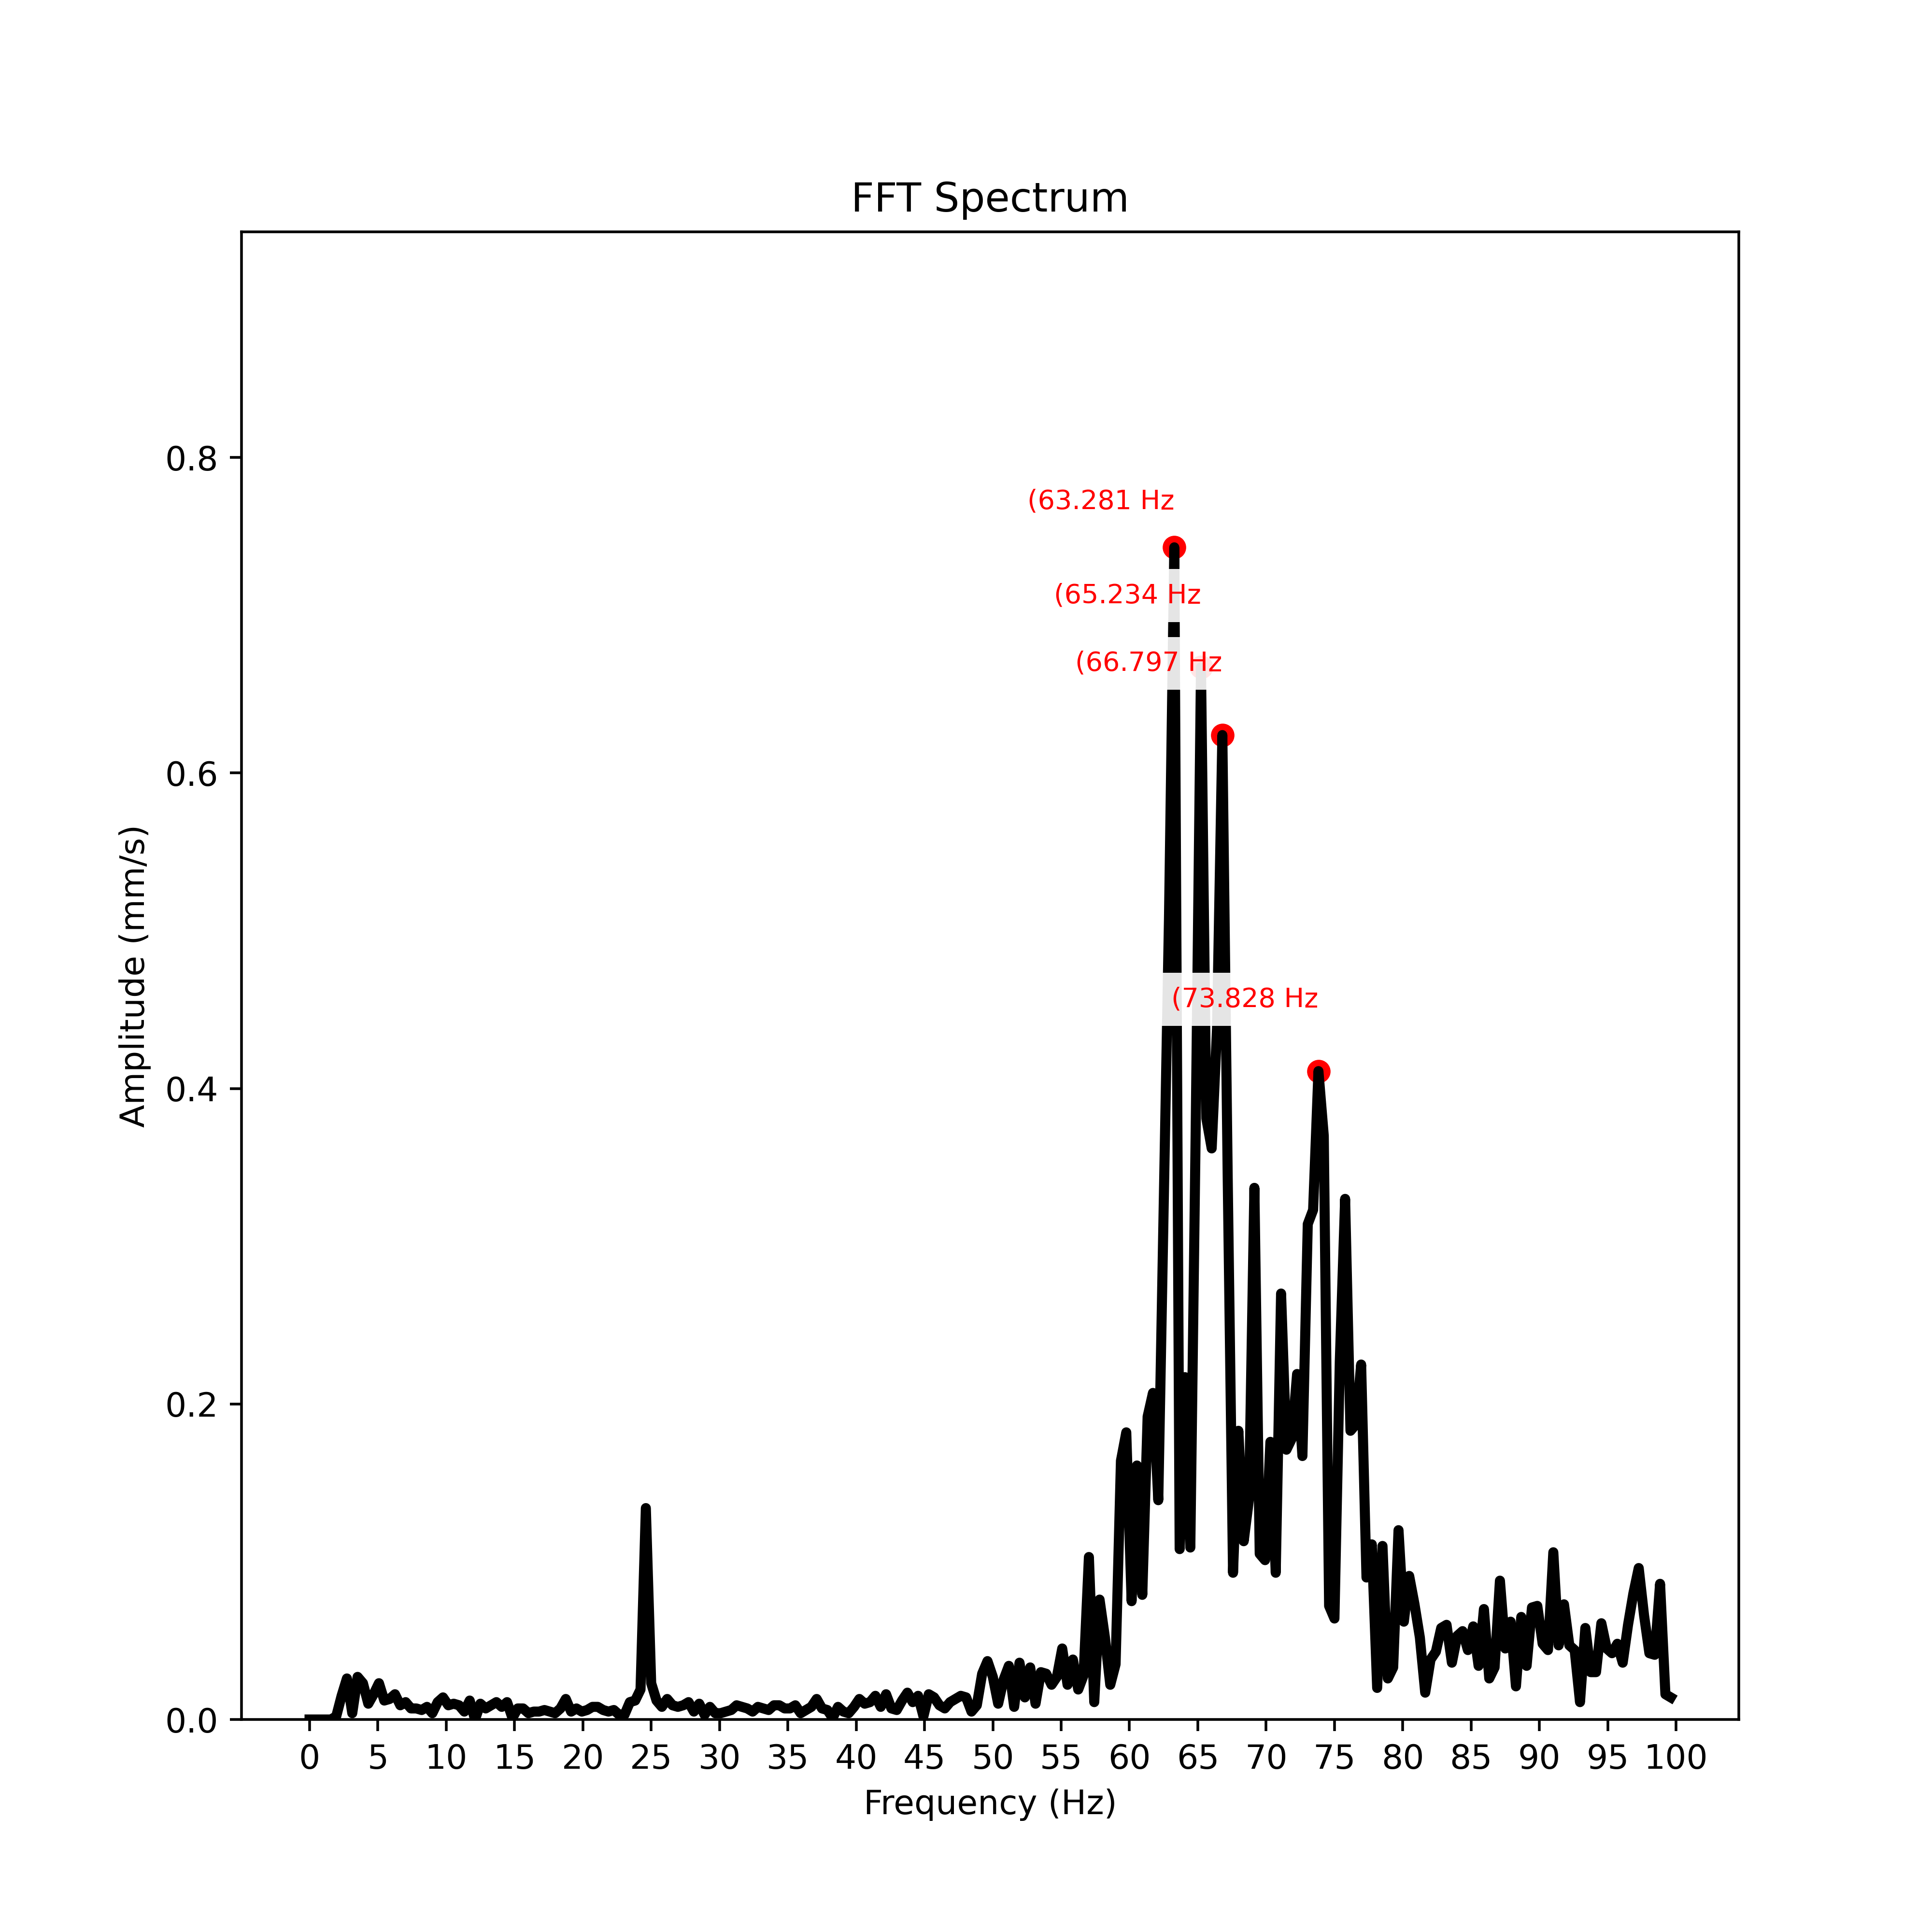 FFT Spectrum
0.8
0.6
0.4
0.2
0.0
Amplitude (mm/s)
(63.281 Hz
(65.234 Hz
(66.797 Hz
(73.828 Hz
0 5 10 15 20 25 30 35 40 45 50 55 60 65 70 75 80 85 90 95 100
Frequency (Hz)